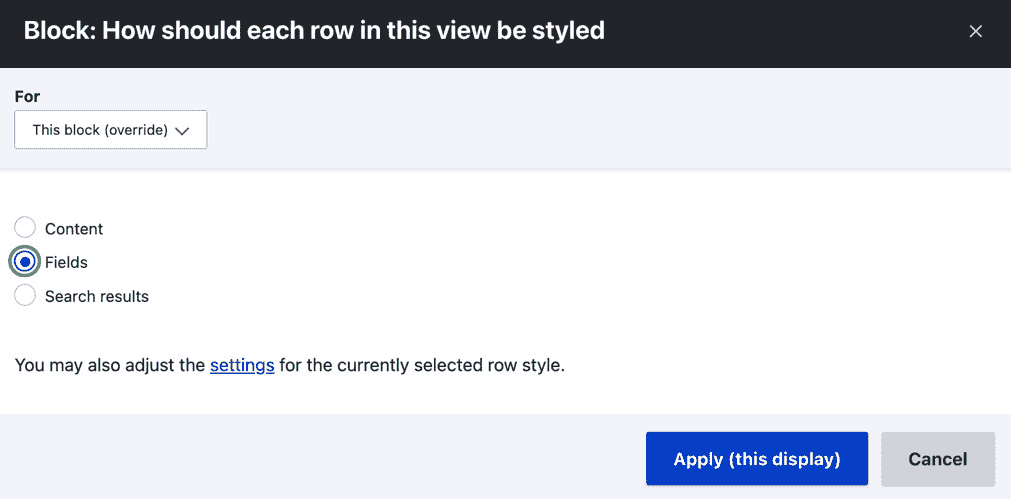 Block: How should each row in this view be styled
For
This block (override)
Content
Fields
Search results
You may also adjust the settings for the currently selected row style.
Apply (this display)
Cancel